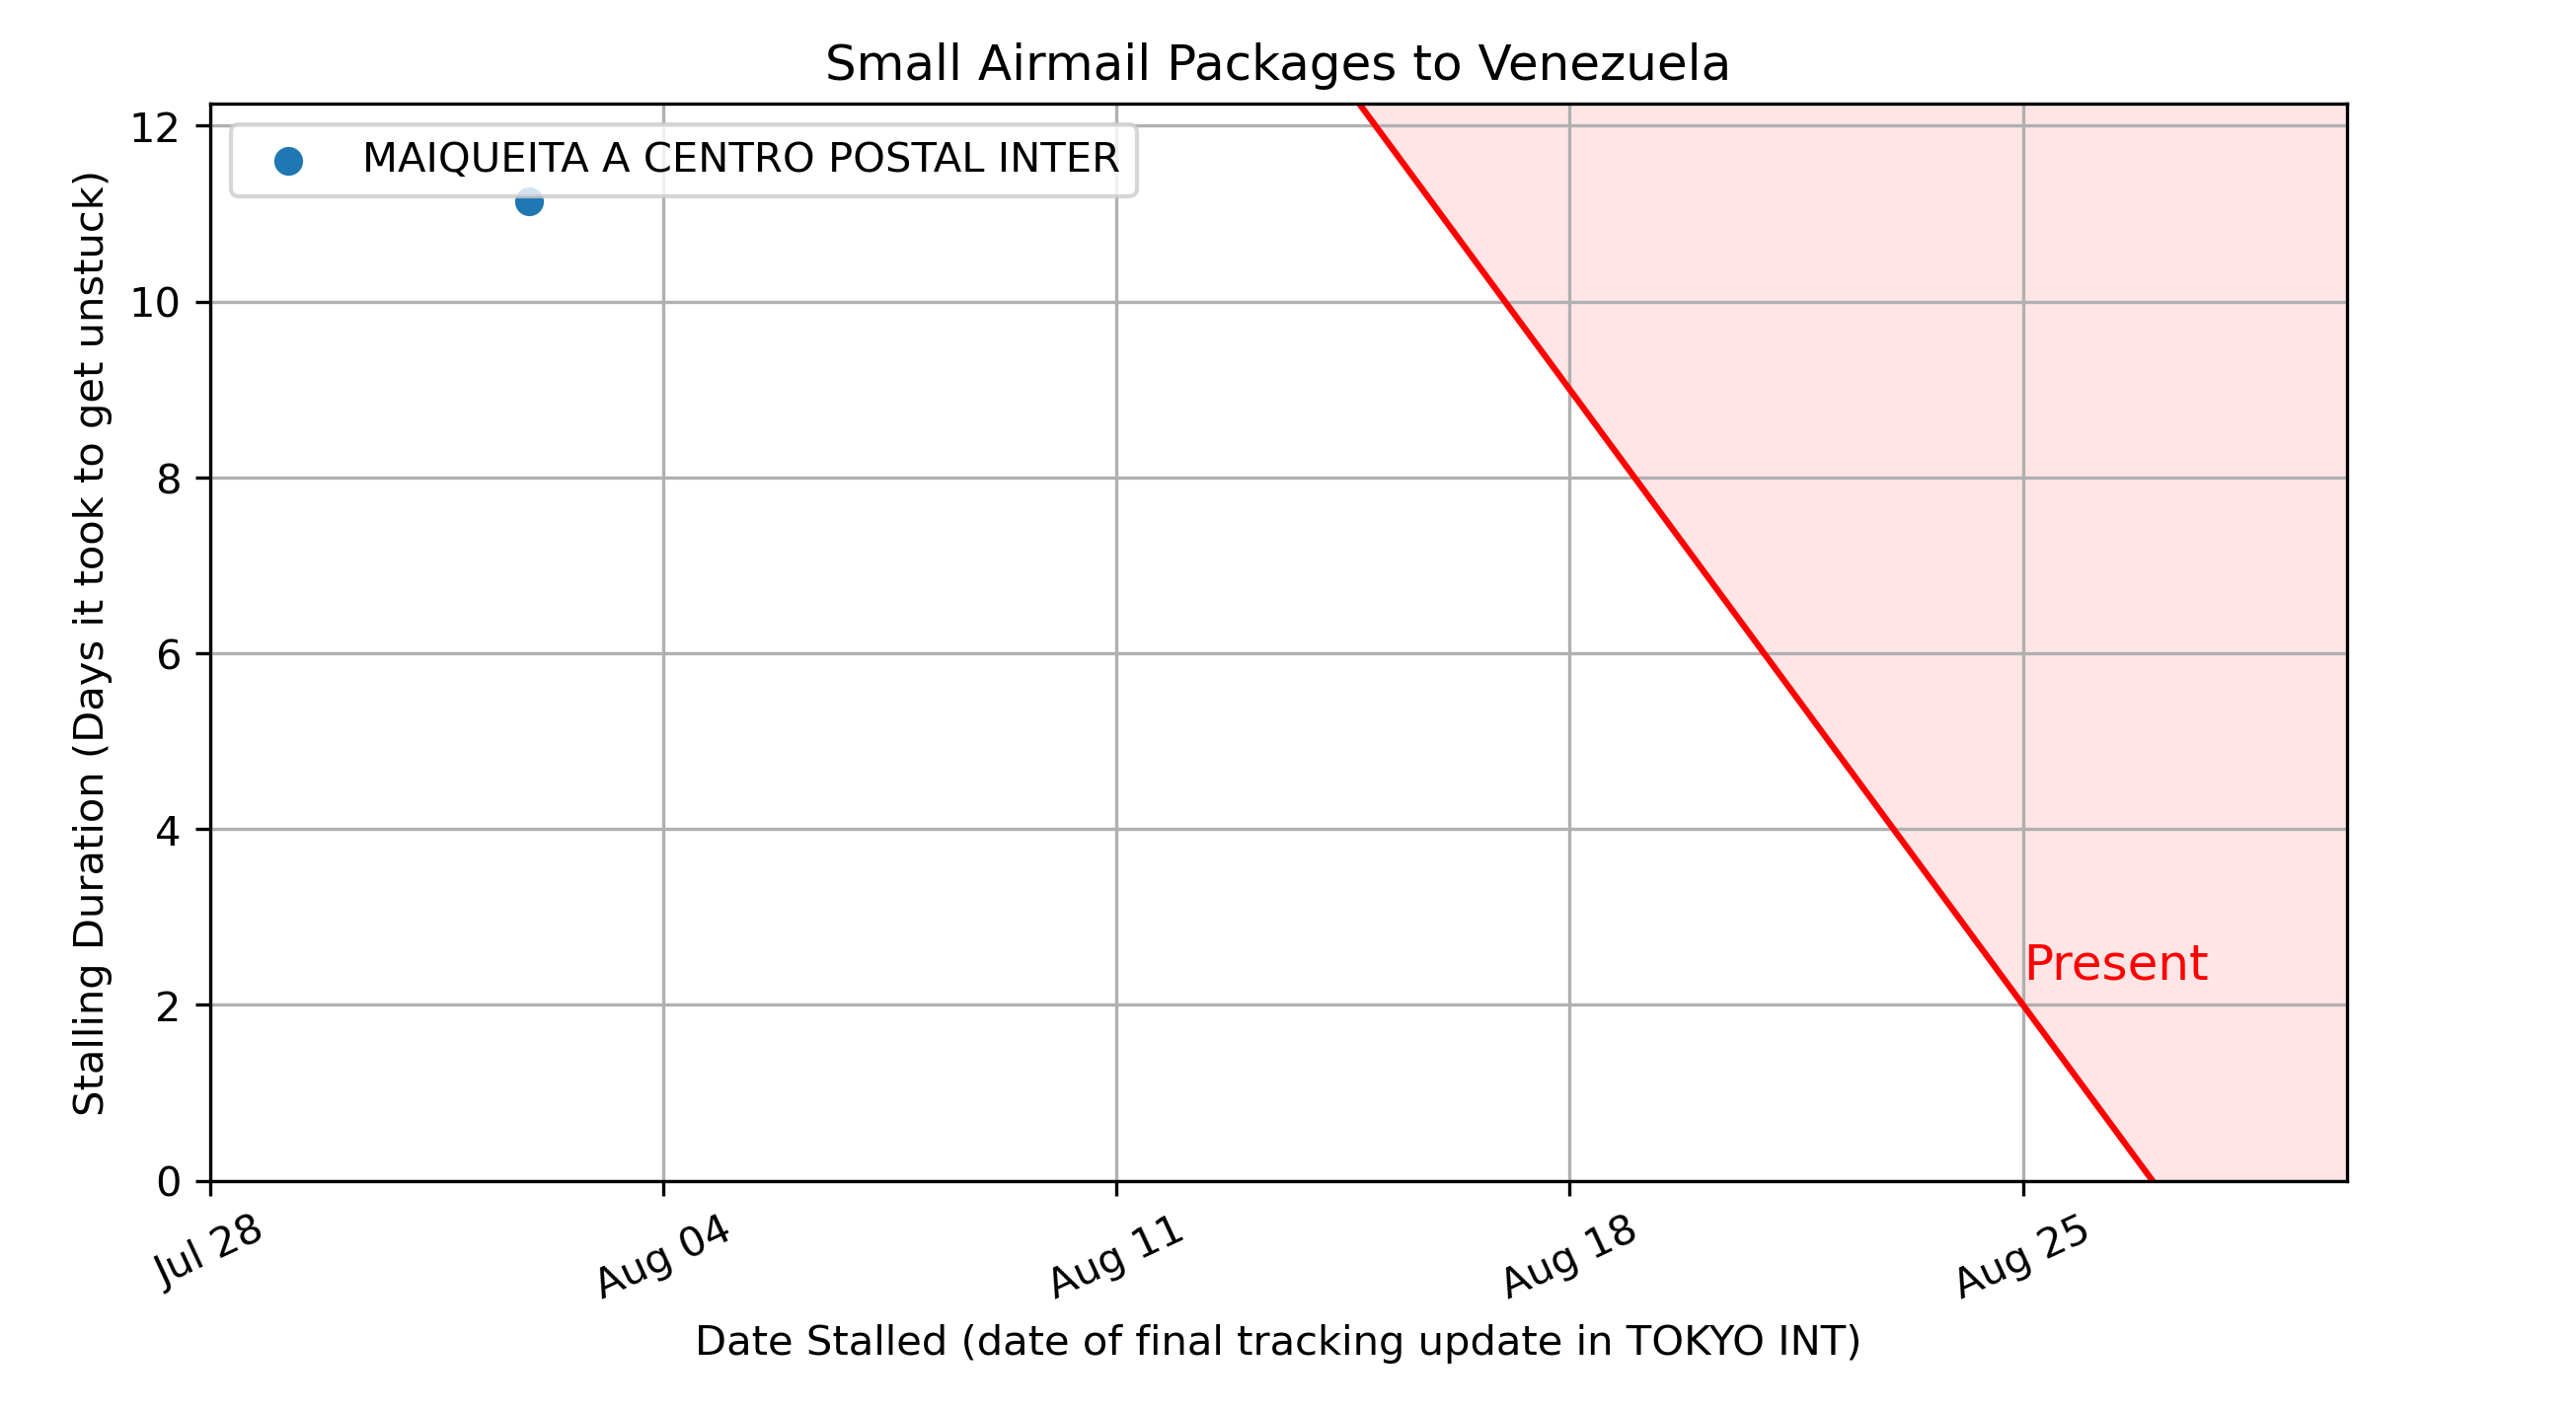 Small Airmail Packages to Venezuela
MAIQUEITA A CENTRO POSTAL INTER
Stalling Duration (Days it took to get unstuck)
12
10
8
6
4
2
0
Present
Jul 28
Aug 04
Aug 11
Aug 18
Aug 25
Date Stalled (date of final tracking update in TOKYO INT)